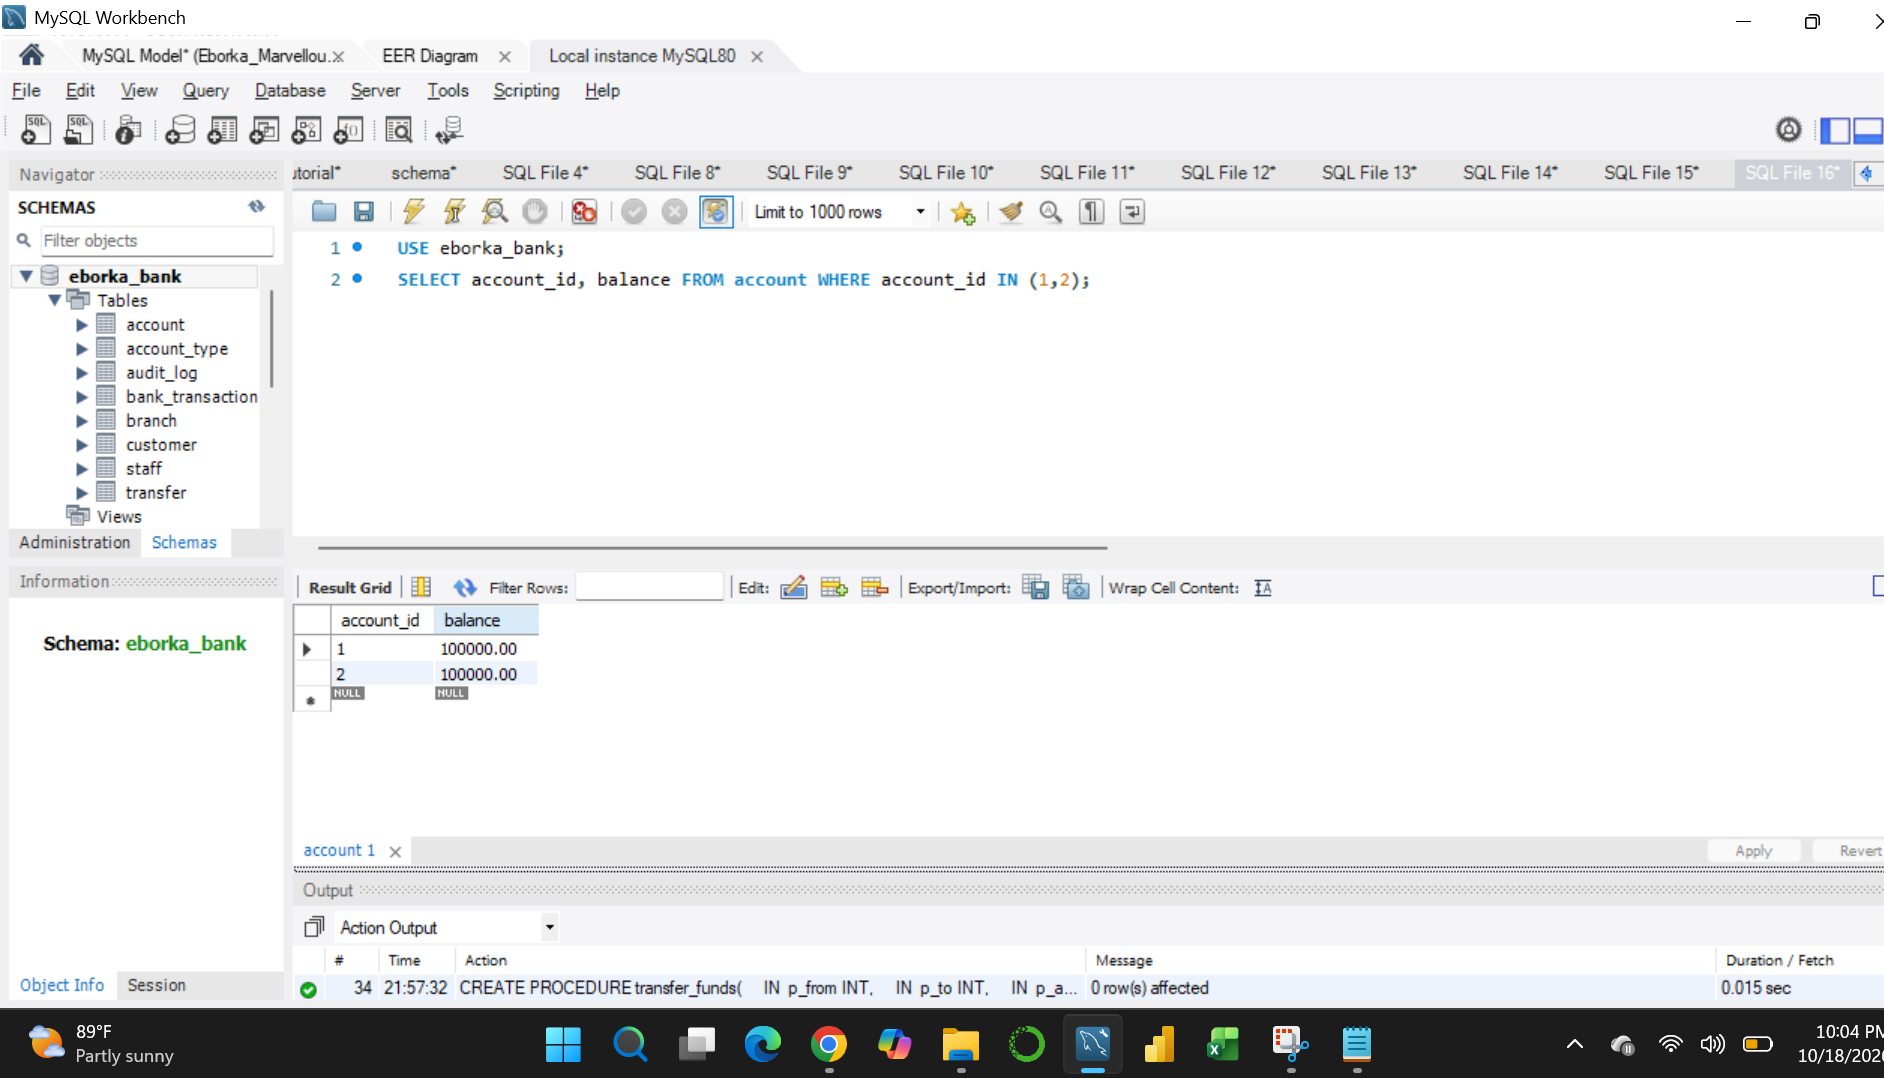 MySQL Workbench
MySQL Model* (Eborka_Marvellou.x
EER Diagram
Local instance MySQL80
File Edit View Query Database Server Tools Scripting Help
Navigator
utorial*
schema*
SQL File 4*
SQL File 8*
SQL File 9*
SQL File 10*
SQL File 11*
SQL File 12*
SQL File 13*
SQL File 14*
SQL File 15*
SQL File 16*
SCHEMAS
Filter objects
Limit to 1000 rows
eborka_bank
Tables
account
account_type
audit_log
bank_transaction
branch
customer
staff
transfer
Views
Administration Schemas
1 USE eborka_bank;
2 SELECT account_id, balance FROM account WHERE account_id IN (1,2);
Information
Schema: eborka_bank
Object Info Session
Result Grid Filter Rows: Edit: Export/Import: Wrap Cell Content:
account_id balance
1 100000.00
2 100000.00
NULL NULL
account 1
Apply Revert
Output
Action Output
# Time Action Message Duration / Fetch
34 21:57:32 CREATE PROCEDURE transfer_funds( IN p_from INT, IN p_to INT, IN p_a... 0 row(s) affected 0.015 sec
89°F
Partly sunny
10:04 PM
10/18/202